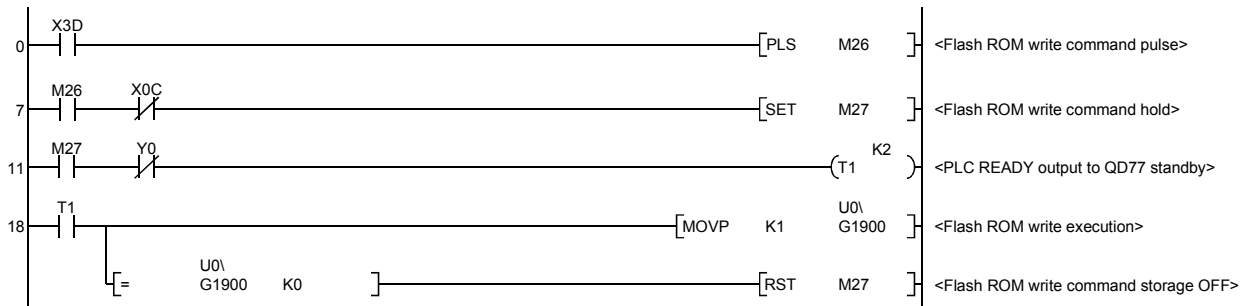 X3D
0 PLS M26 <Flash ROM write command pulse>
M26 X0C
7 SET M27 <Flash ROM write command hold>
M27 Y0 K2
11 T1 <PLC READY output to QD77 standby>
T1 U0\
18 MOVP K1 G1900 <Flash ROM write execution>
U0\
= G1900 K0 RST M27 <Flash ROM write command storage OFF>